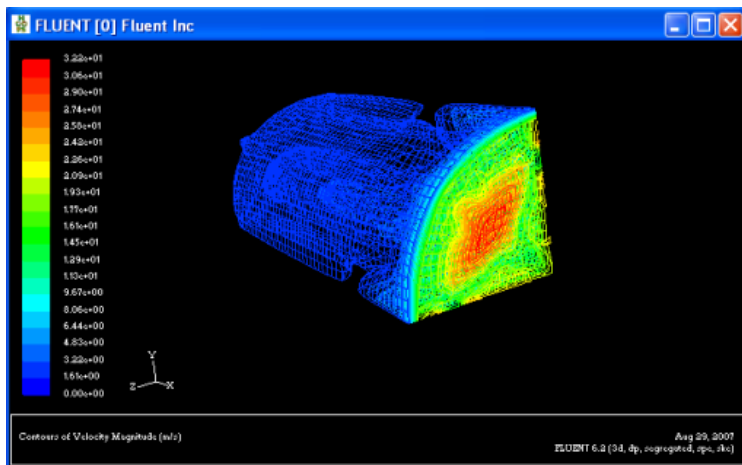 FLUENT [0] Fluent Inc
3.22e+01
3.06e+01
2.90e+01
2.74e+01
2.58e+01
2.42e+01
2.26e+01
2.09e+01
1.93e+01
1.77e+01
1.61e+01
1.45e+01
1.29e+01
1.13e+01
9.67e+00
8.06e+00
6.44e+00
4.83e+00
3.22e+00
1.61e+00
0.00e+00
Y
Z
X
Contours of Velocity Magnitude (m/s)
Aug 29, 2007
FLUENT 6.2 (3d, dp, segregated, spe, ske)